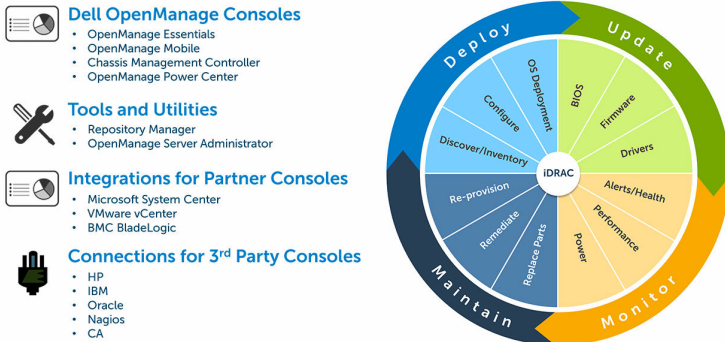 Dell OpenManage Consoles
• OpenManage Essentials
• OpenManage Mobile
• Chassis Management Controller
• OpenManage Power Center
Tools and Utilities
• Repository Manager
• OpenManage Server Administrator
Integrations for Partner Consoles
• Microsoft System Center
• VMware vCenter
• BMC BladeLogic
Connections for 3rd Party Consoles
• HP
• IBM
• Oracle
• Nagios
• CA
Deploy
Discover/Inventory
Configure
OS Deployment
Update
BIOS
Firmware
Drivers
Monitor
Alerts/Health
Performance
Power
Maintain
Replace Parts
Remediate
Re-provision
iDRAC